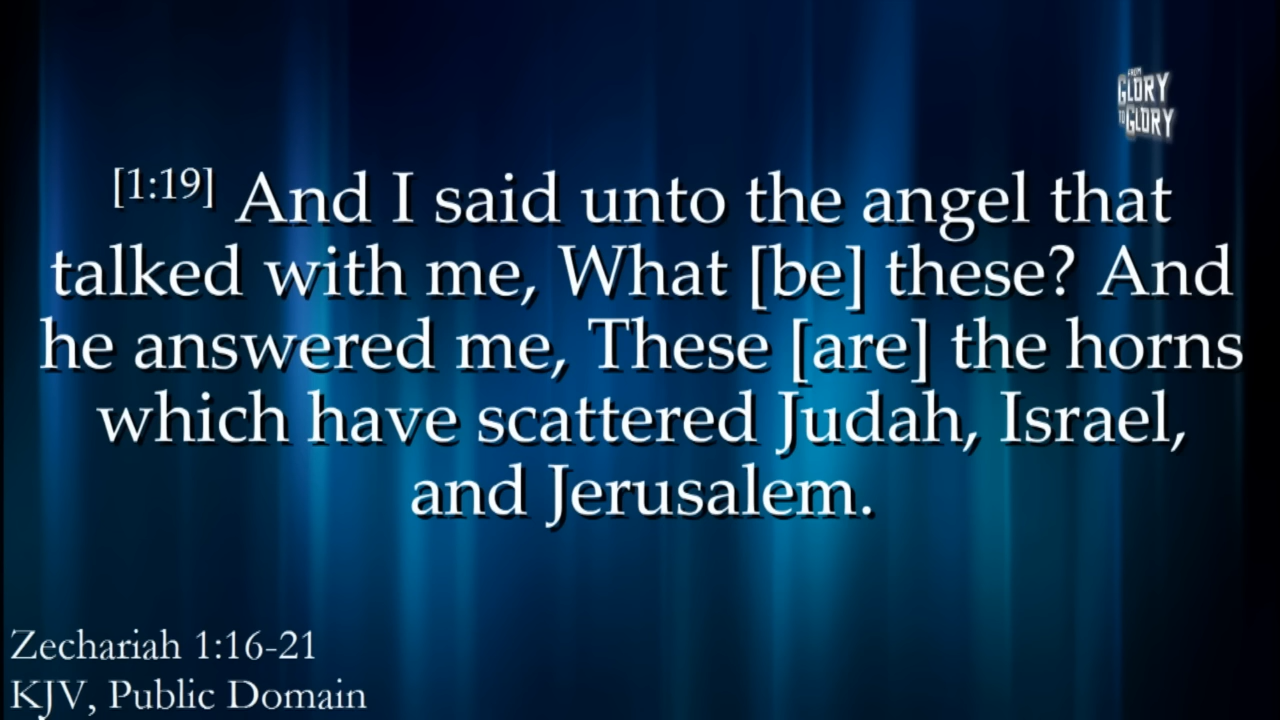 FROM
GLORY
TO GLORY
[1:19] And I said unto the angel that
talked with me, What [be] these? And
he answered me, These [are] the horns
which have scattered Judah, Israel,
and Jerusalem.
Zechariah 1:16-21
KJV, Public Domain